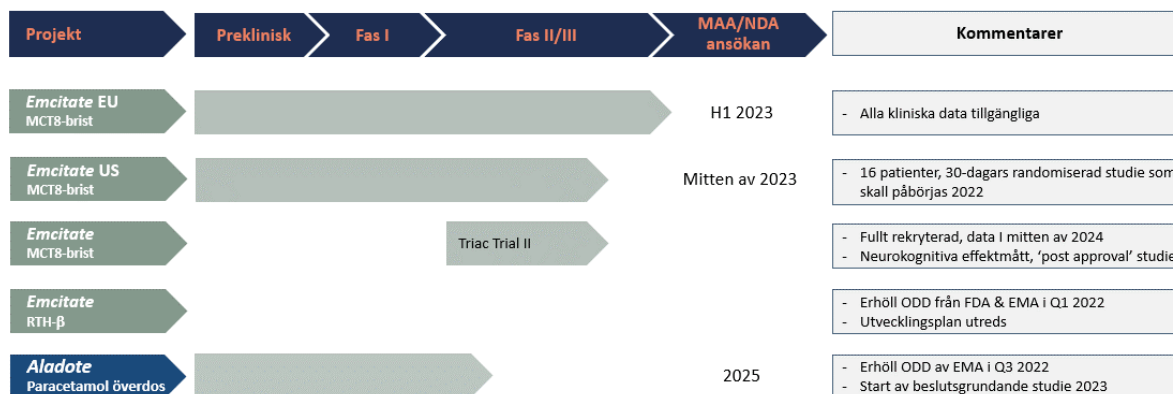 Projekt
Preklinisk
Fas I
Fas II/III
MAA/NDA
ansökan
Kommentarer
Emcitate EU
MCT8-brist
H1 2023
- Alla kliniska data tillgängliga
Emcitate US
MCT8-brist
Mitten av 2023
- 16 patienter, 30-dagars randomiserad studie som
skall påbörjas 2022
Emcitate
MCT8-brist
Triac Trial II
- Fullt rekryterad, data I mitten av 2024
- Neurokognitiva effektmått, ‘post approval’ studie
Emcitate
RTH-β
- Erhöll ODD från FDA & EMA i Q1 2022
- Utvecklingsplan utreds
Aladote
Paracetamol överdos
2025
- Erhöll ODD av EMA i Q3 2022
- Start av beslutsgrundande studie 2023